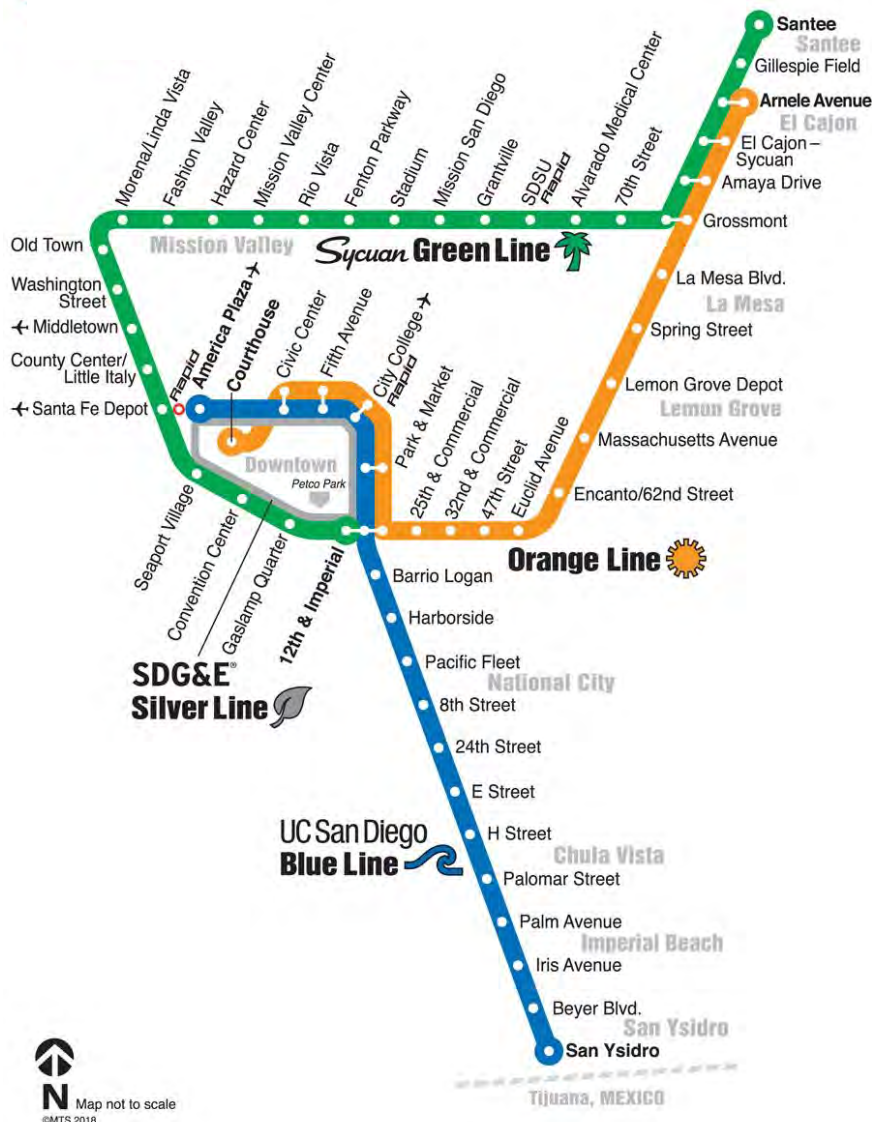 Santee
Santee
Gillespie Field
Arnele Avenue
El Cajon
El Cajon –
Sycuan
Amaya Drive
Grossmont
Morena/Linda Vista
Fashion Valley
Hazard Center
Mission Valley Center
Rio Vista
Fenton Parkway
Stadium
Mission San Diego
Grantville
SDSU
Rapid
Alvarado Medical Center
70th Street
Mission Valley
Sycuan Green Line
Old Town
Washington
Street
Middletown
County Center/
Little Italy
Santa Fe Depot
Rapid
America Plaza
Courthouse
Civic Center
Fifth Avenue
City College
Rapid
Park & Market
25th & Commercial
32nd & Commercial
47th Street
Euclid Avenue
La Mesa Blvd.
La Mesa
Spring Street
Lemon Grove Depot
Lemon Grove
Massachusetts Avenue
Encanto/62nd Street
Downtown
Petco Park
Seaport Village
Convention Center
Gaslamp Quarter
12th & Imperial
Orange Line
SDG&E®
Silver Line
Barrio Logan
Harborside
Pacific Fleet
National City
8th Street
24th Street
E Street
UC San Diego
Blue Line
H Street
Chula Vista
Palomar Street
Palm Avenue
Imperial Beach
Iris Avenue
Beyer Blvd.
San Ysidro
San Ysidro
Tijuana, MEXICO
N Map not to scale
©MTS 2018